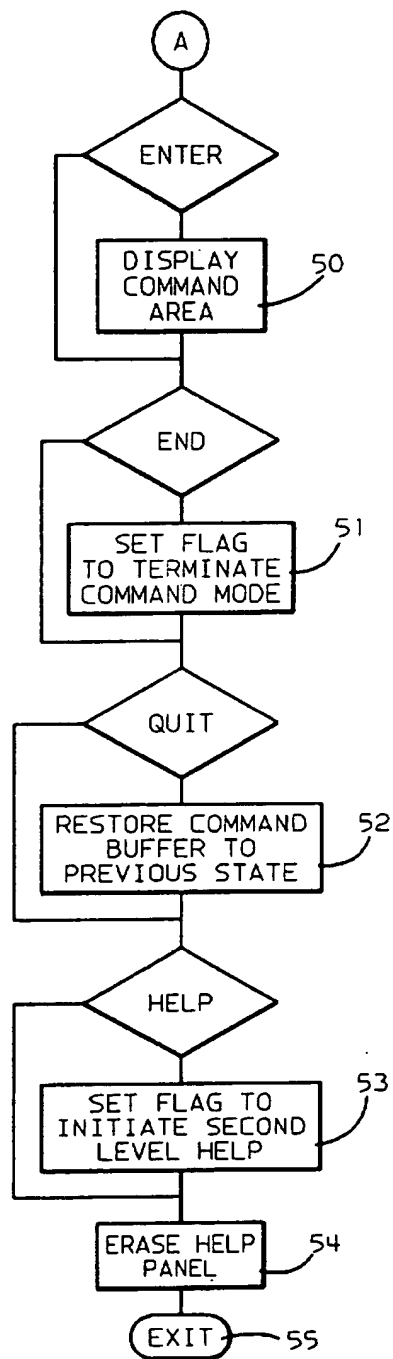 A
ENTER
DISPLAY
COMMAND
AREA
50
END
SET FLAG
TO TERMINATE
COMMAND MODE
51
QUIT
RESTORE COMMAND
BUFFER TO
PREVIOUS STATE
52
HELP
SET FLAG TO
INITIATE SECOND
LEVEL HELP
53
ERASE HELP
PANEL
54
EXIT
55